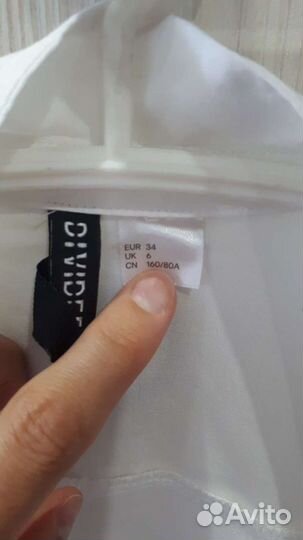 DIVIDE
EUR 34
UK 6
CN 160/80A
Avito